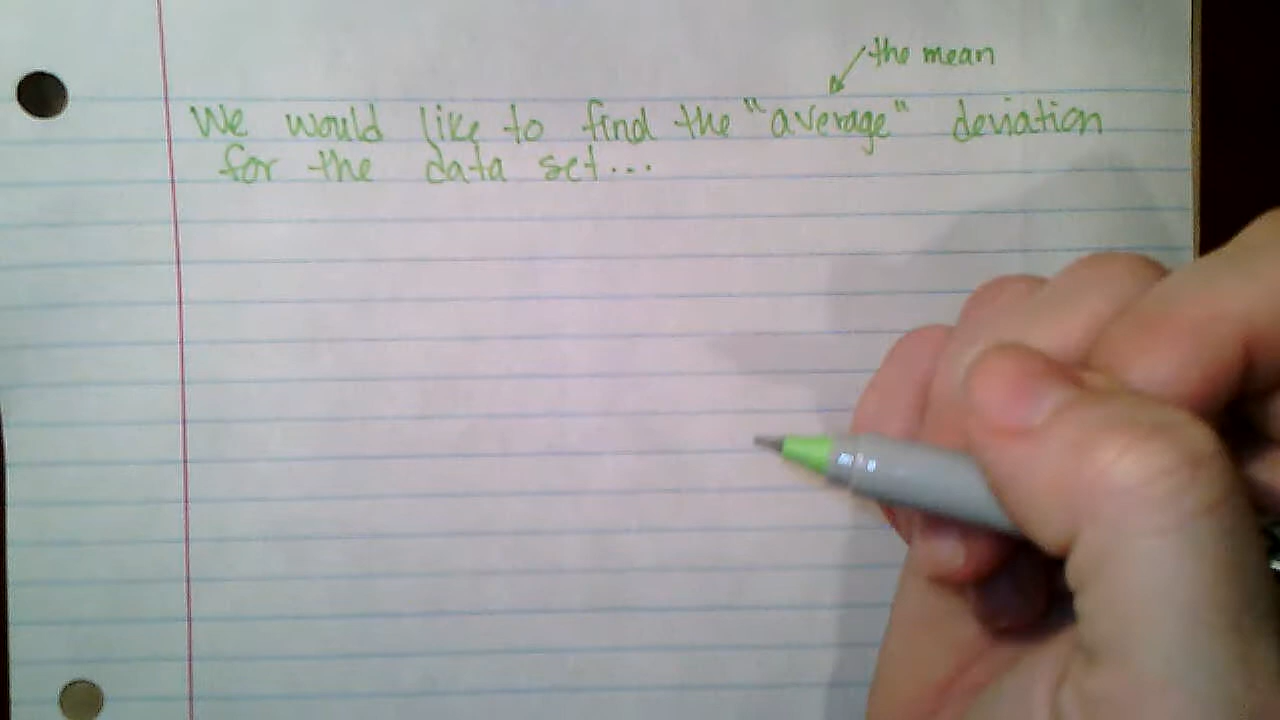 the mean
We would like to find the "average" deviation
for the data set...